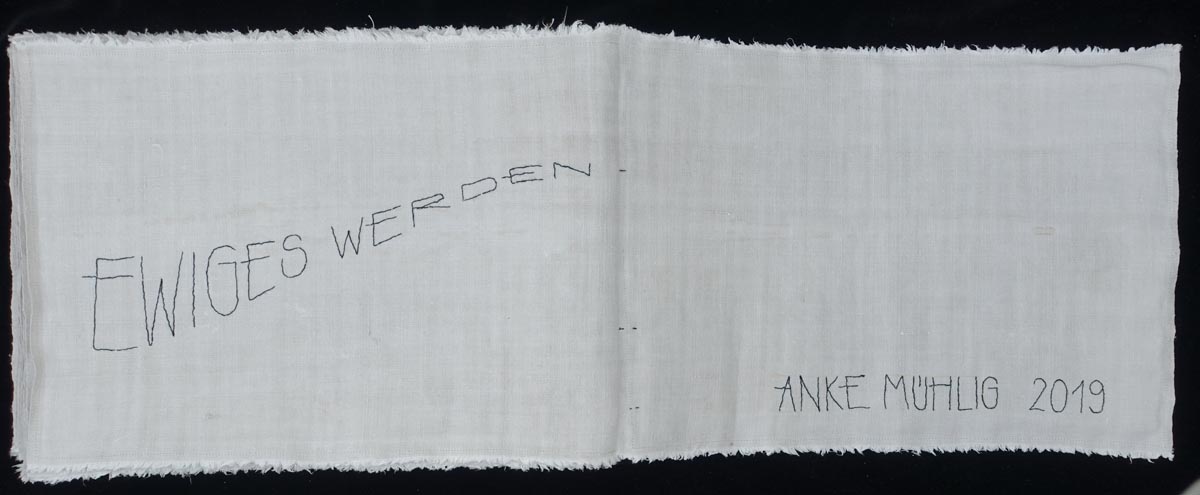 EWIGES WERDEN
ANKE MÜHLIG 2019